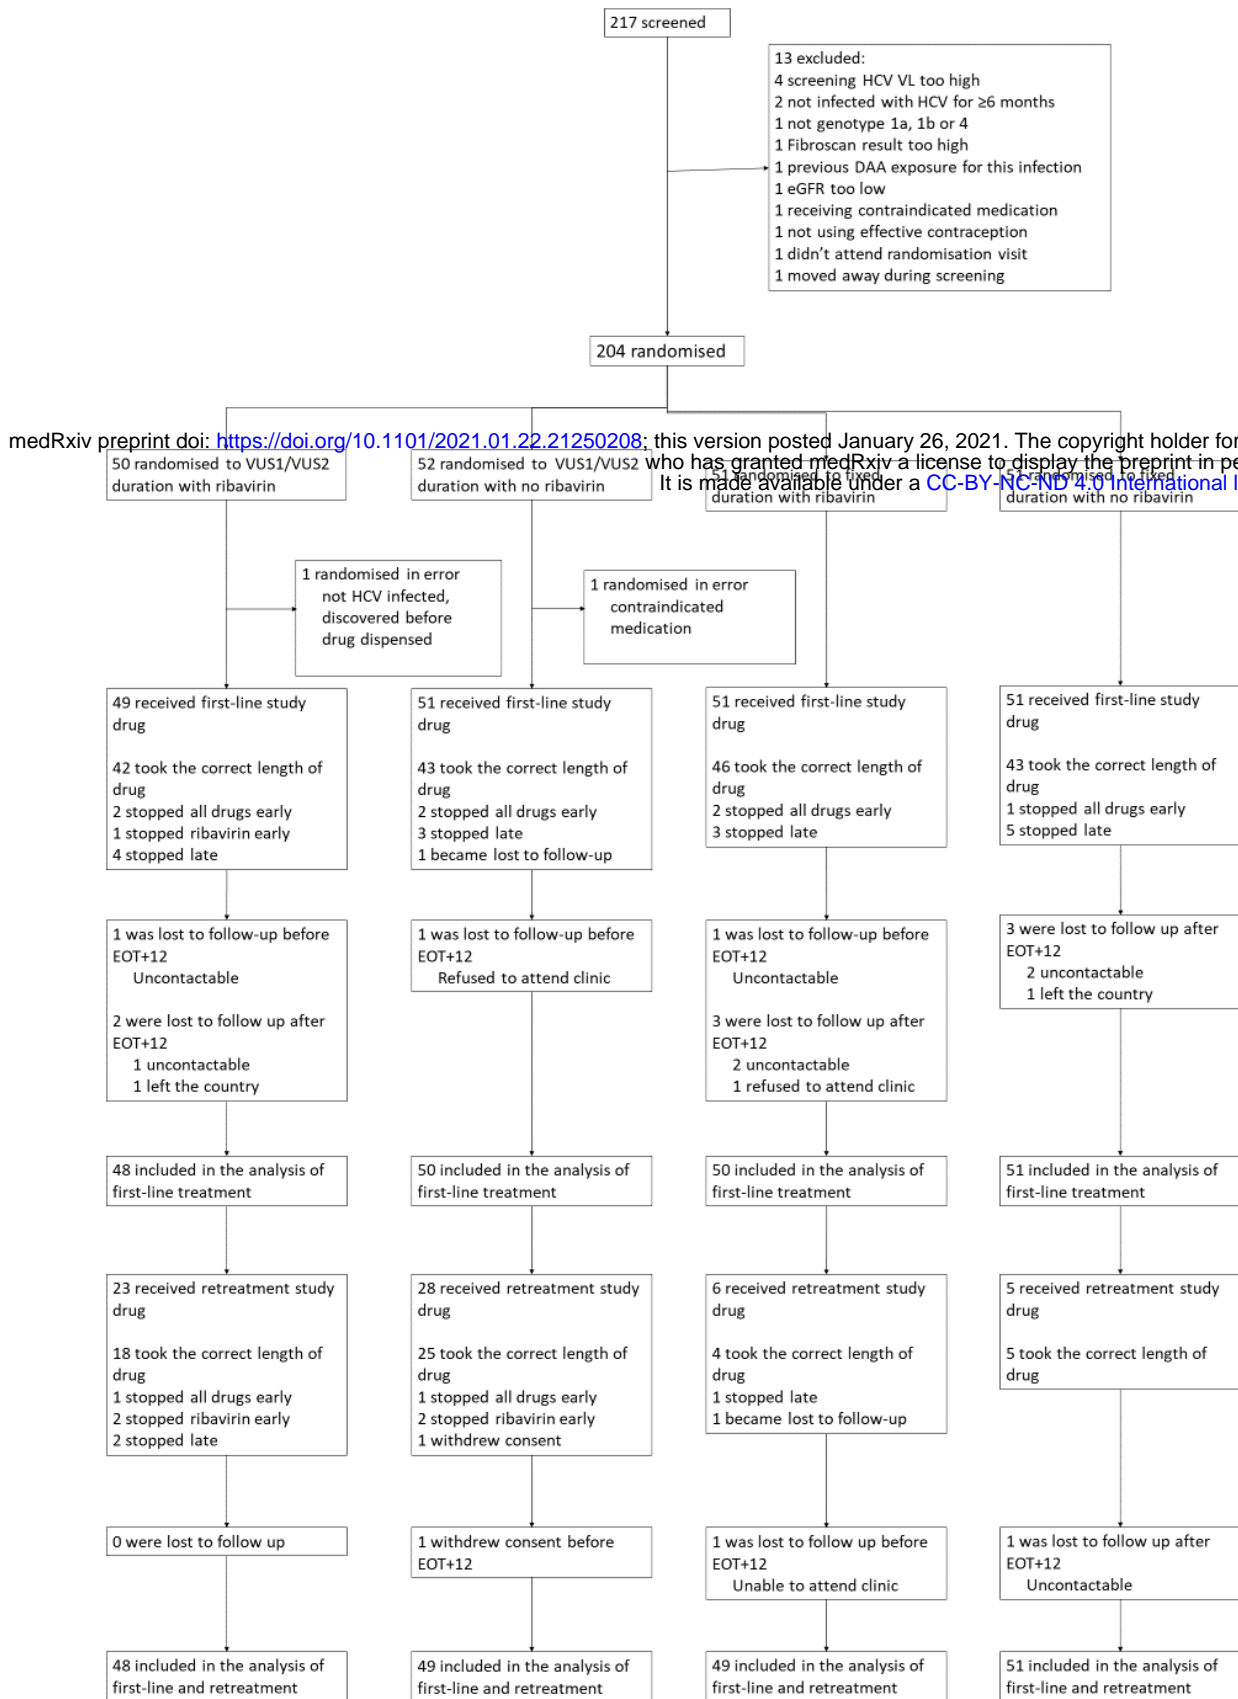 217 screened
13 excluded:
4 screening HCV VL too high
2 not infected with HCV for ≥6 months
1 not genotype 1a, 1b or 4
1 Fibroscan result too high
1 previous DAA exposure for this infection
1 eGFR too low
1 receiving contraindicated medication
1 not using effective contraception
1 didn't attend randomisation visit
1 moved away during screening
204 randomised
medRxiv preprint doi: https://doi.org/10.1101/2021.01.22.21250208; this version posted January 26, 2021. The copyright holder for
who has granted medRxiv a license to display the preprint in pe
It is made available under a CC-BY-NC-ND 4.0 International l
50 randomised to VUS1/VUS2
duration with ribavirin
52 randomised to VUS1/VUS2
duration with no ribavirin
51 randomised to fixed
duration with ribavirin
51 randomised to fixed
duration with no ribavirin
1 randomised in error
not HCV infected,
discovered before
drug dispensed
1 randomised in error
contraindicated
medication
49 received first-line study
drug
42 took the correct length of
drug
2 stopped all drugs early
1 stopped ribavirin early
4 stopped late
51 received first-line study
drug
43 took the correct length of
drug
2 stopped all drugs early
3 stopped late
1 became lost to follow-up
51 received first-line study
drug
46 took the correct length of
drug
2 stopped all drugs early
3 stopped late
51 received first-line study
drug
43 took the correct length of
drug
1 stopped all drugs early
5 stopped late
1 was lost to follow-up before
EOT+12
Uncontactable
2 were lost to follow up after
EOT+12
1 uncontactable
1 left the country
1 was lost to follow-up before
EOT+12
Refused to attend clinic
1 was lost to follow-up before
EOT+12
Uncontactable
3 were lost to follow up after
EOT+12
2 uncontactable
1 refused to attend clinic
3 were lost to follow up after
EOT+12
2 uncontactable
1 left the country
48 included in the analysis of
first-line treatment
50 included in the analysis of
first-line treatment
50 included in the analysis of
first-line treatment
51 included in the analysis of
first-line treatment
23 received retreatment study
drug
18 took the correct length of
drug
1 stopped all drugs early
2 stopped ribavirin early
2 stopped late
28 received retreatment study
drug
25 took the correct length of
drug
1 stopped all drugs early
2 stopped ribavirin early
1 withdrew consent
6 received retreatment study
drug
4 took the correct length of
drug
1 stopped late
1 became lost to follow-up
5 received retreatment study
drug
5 took the correct length of
drug
0 were lost to follow up
1 withdrew consent before
EOT+12
1 was lost to follow up before
EOT+12
Unable to attend clinic
1 was lost to follow up after
EOT+12
Uncontactable
48 included in the analysis of
first-line and retreatment
49 included in the analysis of
first-line and retreatment
49 included in the analysis of
first-line and retreatment
51 included in the analysis of
first-line and retreatment